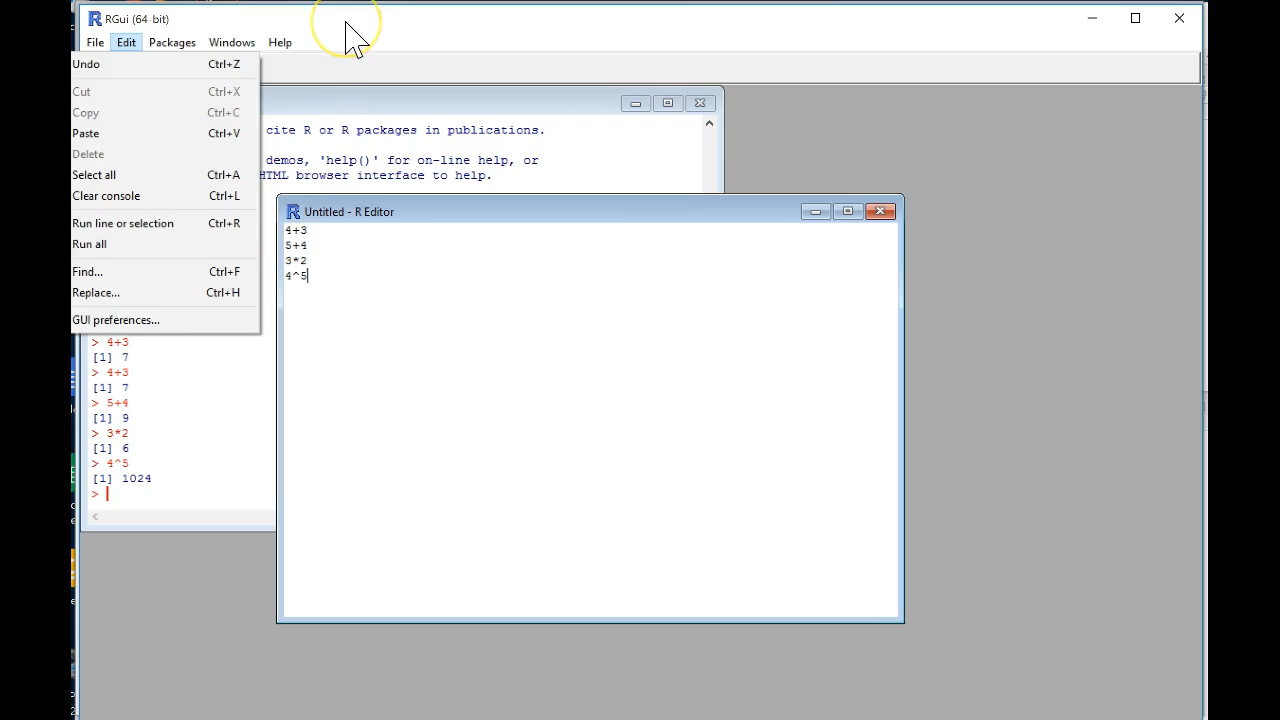 RGui (64-bit)
File Edit Packages Windows Help
Undo Ctrl+Z
Cut Ctrl+X
Copy Ctrl+C
Paste Ctrl+V
Delete
Select all Ctrl+A
Clear console Ctrl+L
Run line or selection Ctrl+R
Run all
Find... Ctrl+F
Replace... Ctrl+H
GUI preferences...
cite R or R packages in publications.
demos, 'help()' for on-line help, or
HTML browser interface to help.
Untitled - R Editor
4+3
5+4
3*2
4^5
> 4+3
[1] 7
> 4+3
[1] 7
> 5+4
[1] 9
> 3*2
[1] 6
> 4^5
[1] 1024
>